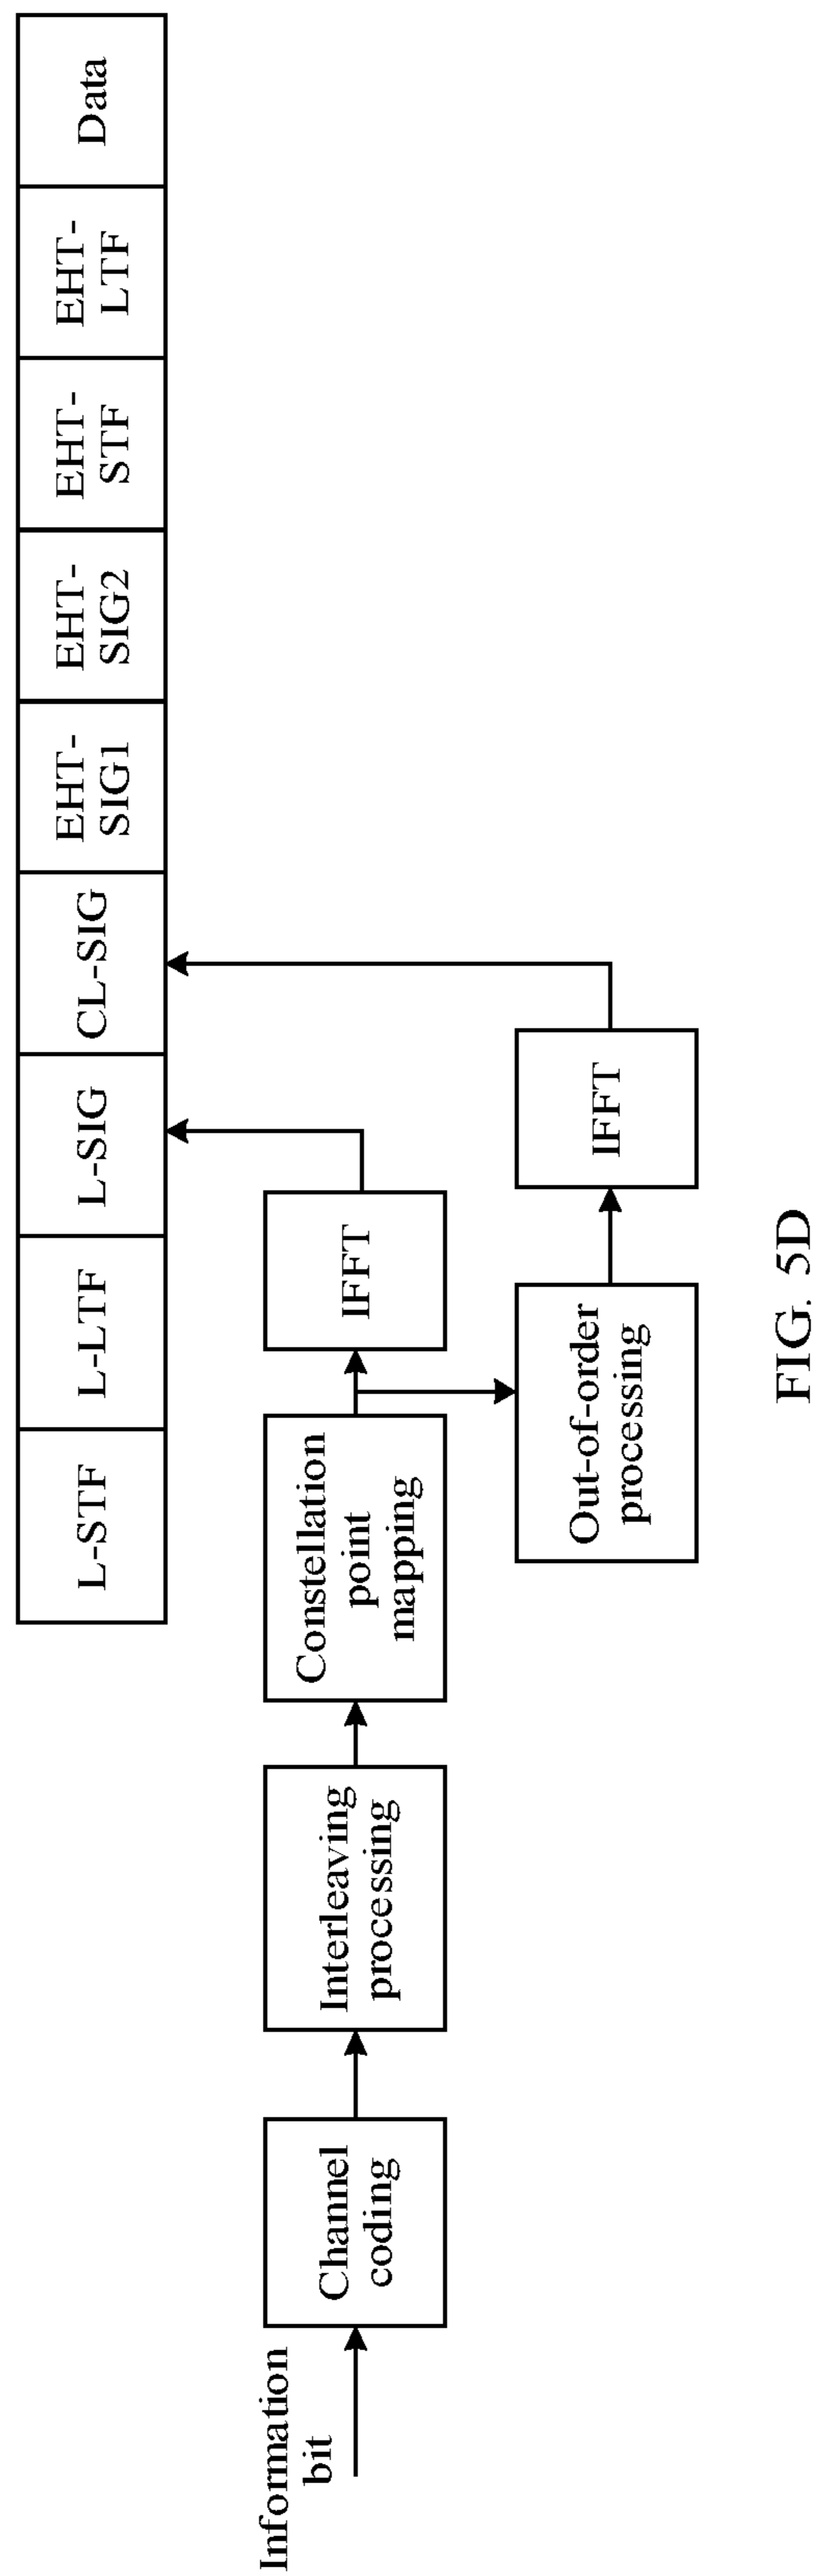 L-STF
L-LTF
L-SIG
CL-SIG
EHT-
SIG1
EHT-
SIG2
EHT-
STF
EHT-
LTF
Data
Information
bit
Channel
coding
Interleaving
processing
Constellation
point
mapping
IFFT
Out-of-order
processing
IFFT
FIG. 5D